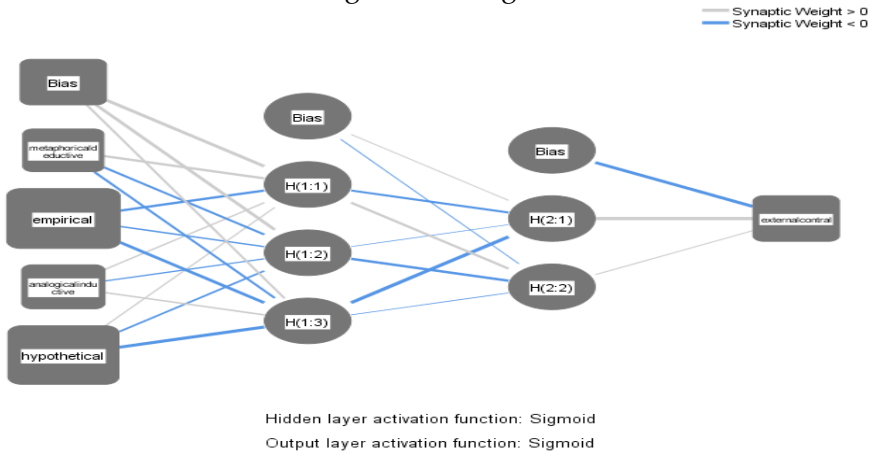 Synaptic Weight > 0
Synaptic Weight < 0
Bias
metaphoricald
eductive
empirical
analogicalindu
ctive
hypothetical
Bias
H(1:1)
H(1:2)
H(1:3)
Bias
H(2:1)
H(2:2)
externalcontral
Hidden layer activation function: Sigmoid
Output layer activation function: Sigmoid